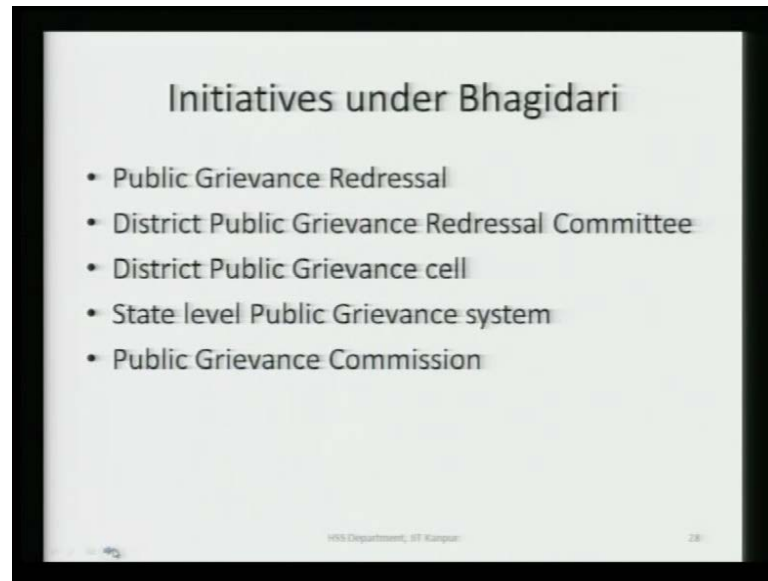 Initiatives under Bhagidari
• Public Grievance Redressal
• District Public Grievance Redressal Committee
• District Public Grievance cell
• State level Public Grievance system
• Public Grievance Commission
HSS Department, IIT Kanpur
28